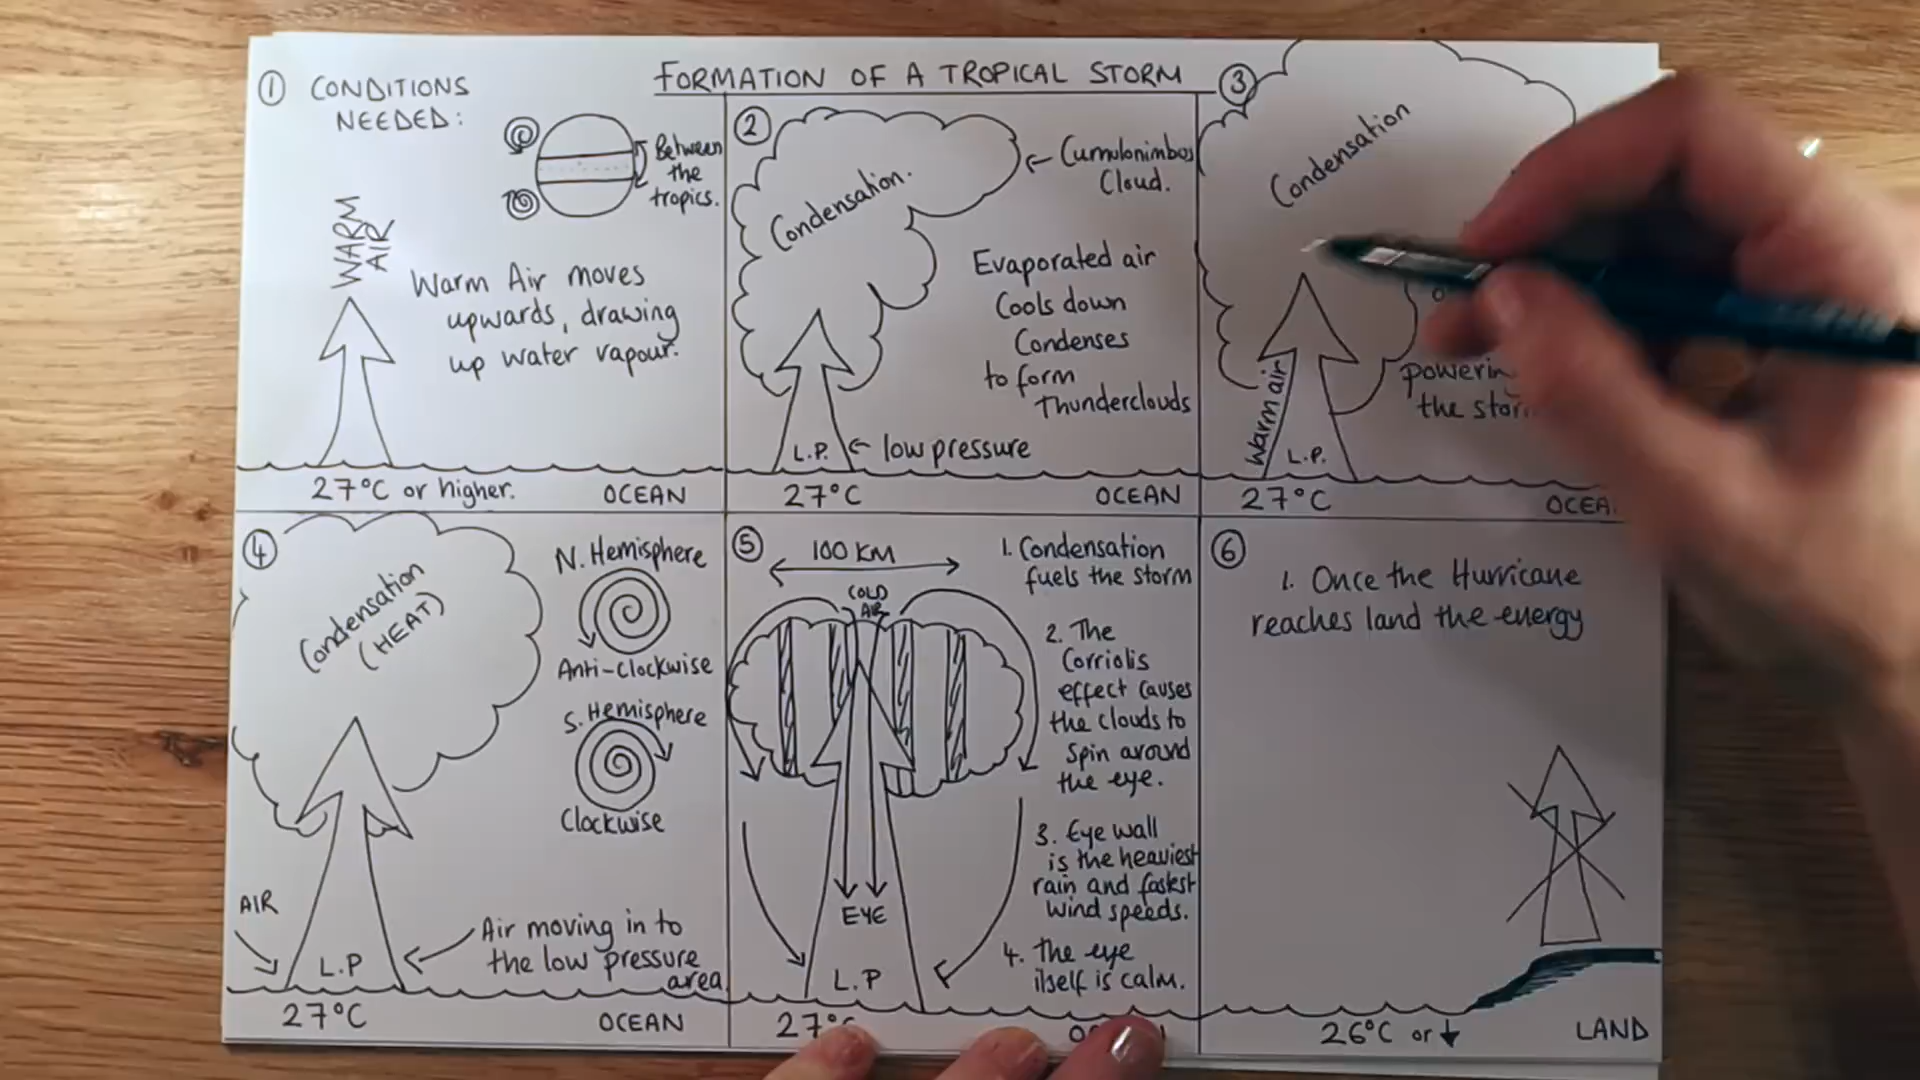 FORMATION OF A TROPICAL STORM
① CONDITIONS
NEEDED:
Between
the
tropics.
WARM
AIR
Warm Air moves
upwards, drawing
up water vapour.
27°C or higher.
OCEAN
②
Condensation.
← Cumulonimbos
Cloud.
Evaporated air
Cools down
Condenses
to form
Thunderclouds
L.P. ← low pressure
27°C
OCEAN
③
Condensation
Warm air
L.P.
the
27°C
④
Condensation
(HEAT)
N. Hemisphere
Anti-Clockwise
S. Hemisphere
Clockwise
AIR
L.P
Air moving in to
the low pressure
area
27°C
OCEAN
⑤
100 KM
COLD
AIR
EYE
L.P
1. Condensation
fuels the storm
2. The
Corriolis
effect causes
the clouds to
Spin around
the eye.
3. Eye wall
is the heaviest
rain and fastest
wind speeds.
4. The eye
itself is calm.
⑥
1. Once the Hurricane
reaches land the energy
26°C or ↓
LAND